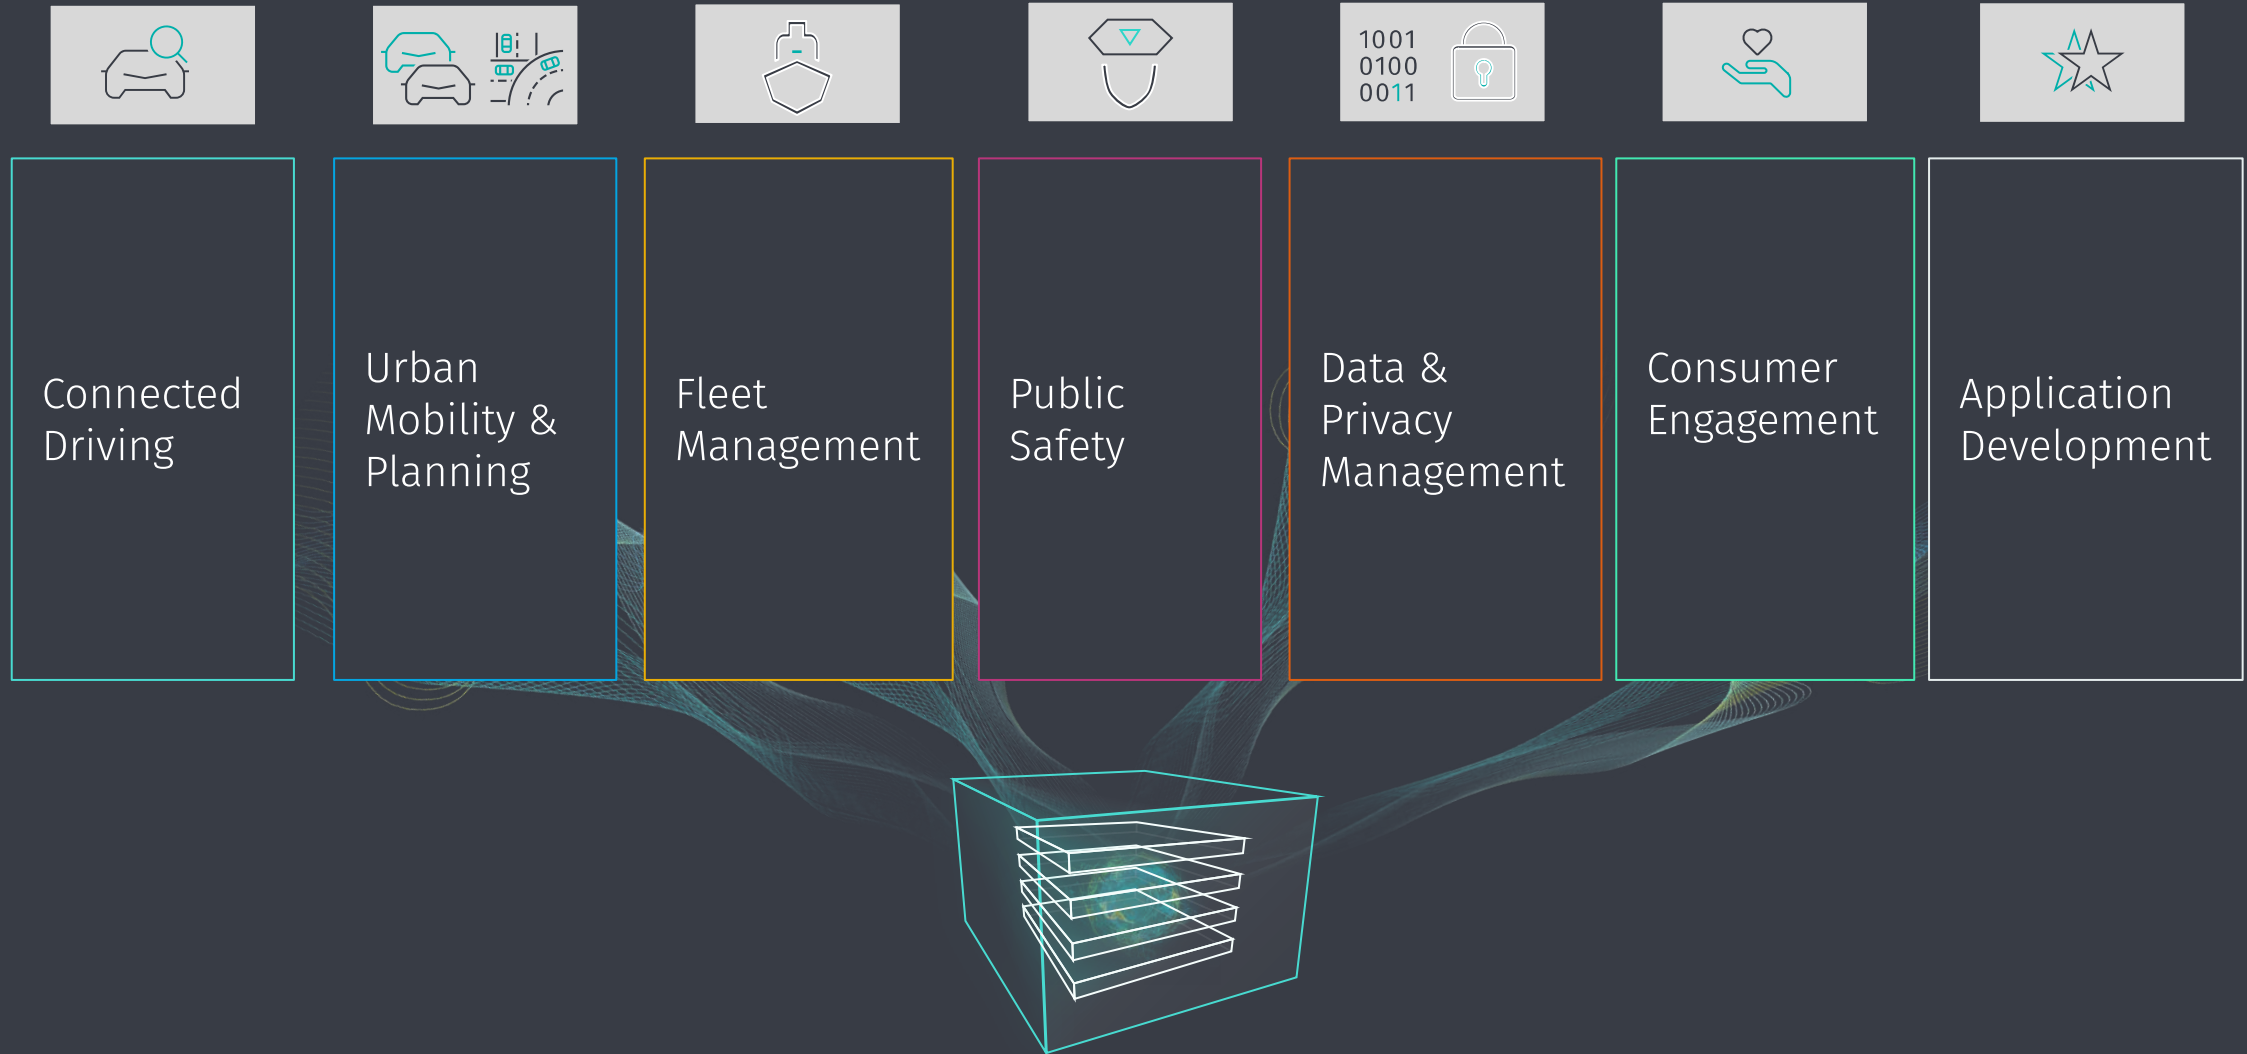 1001
0100
0011
Connected
Driving
Urban
Mobility &
Planning
Fleet
Management
Public
Safety
Data &
Privacy
Management
Consumer
Engagement
Application
Development